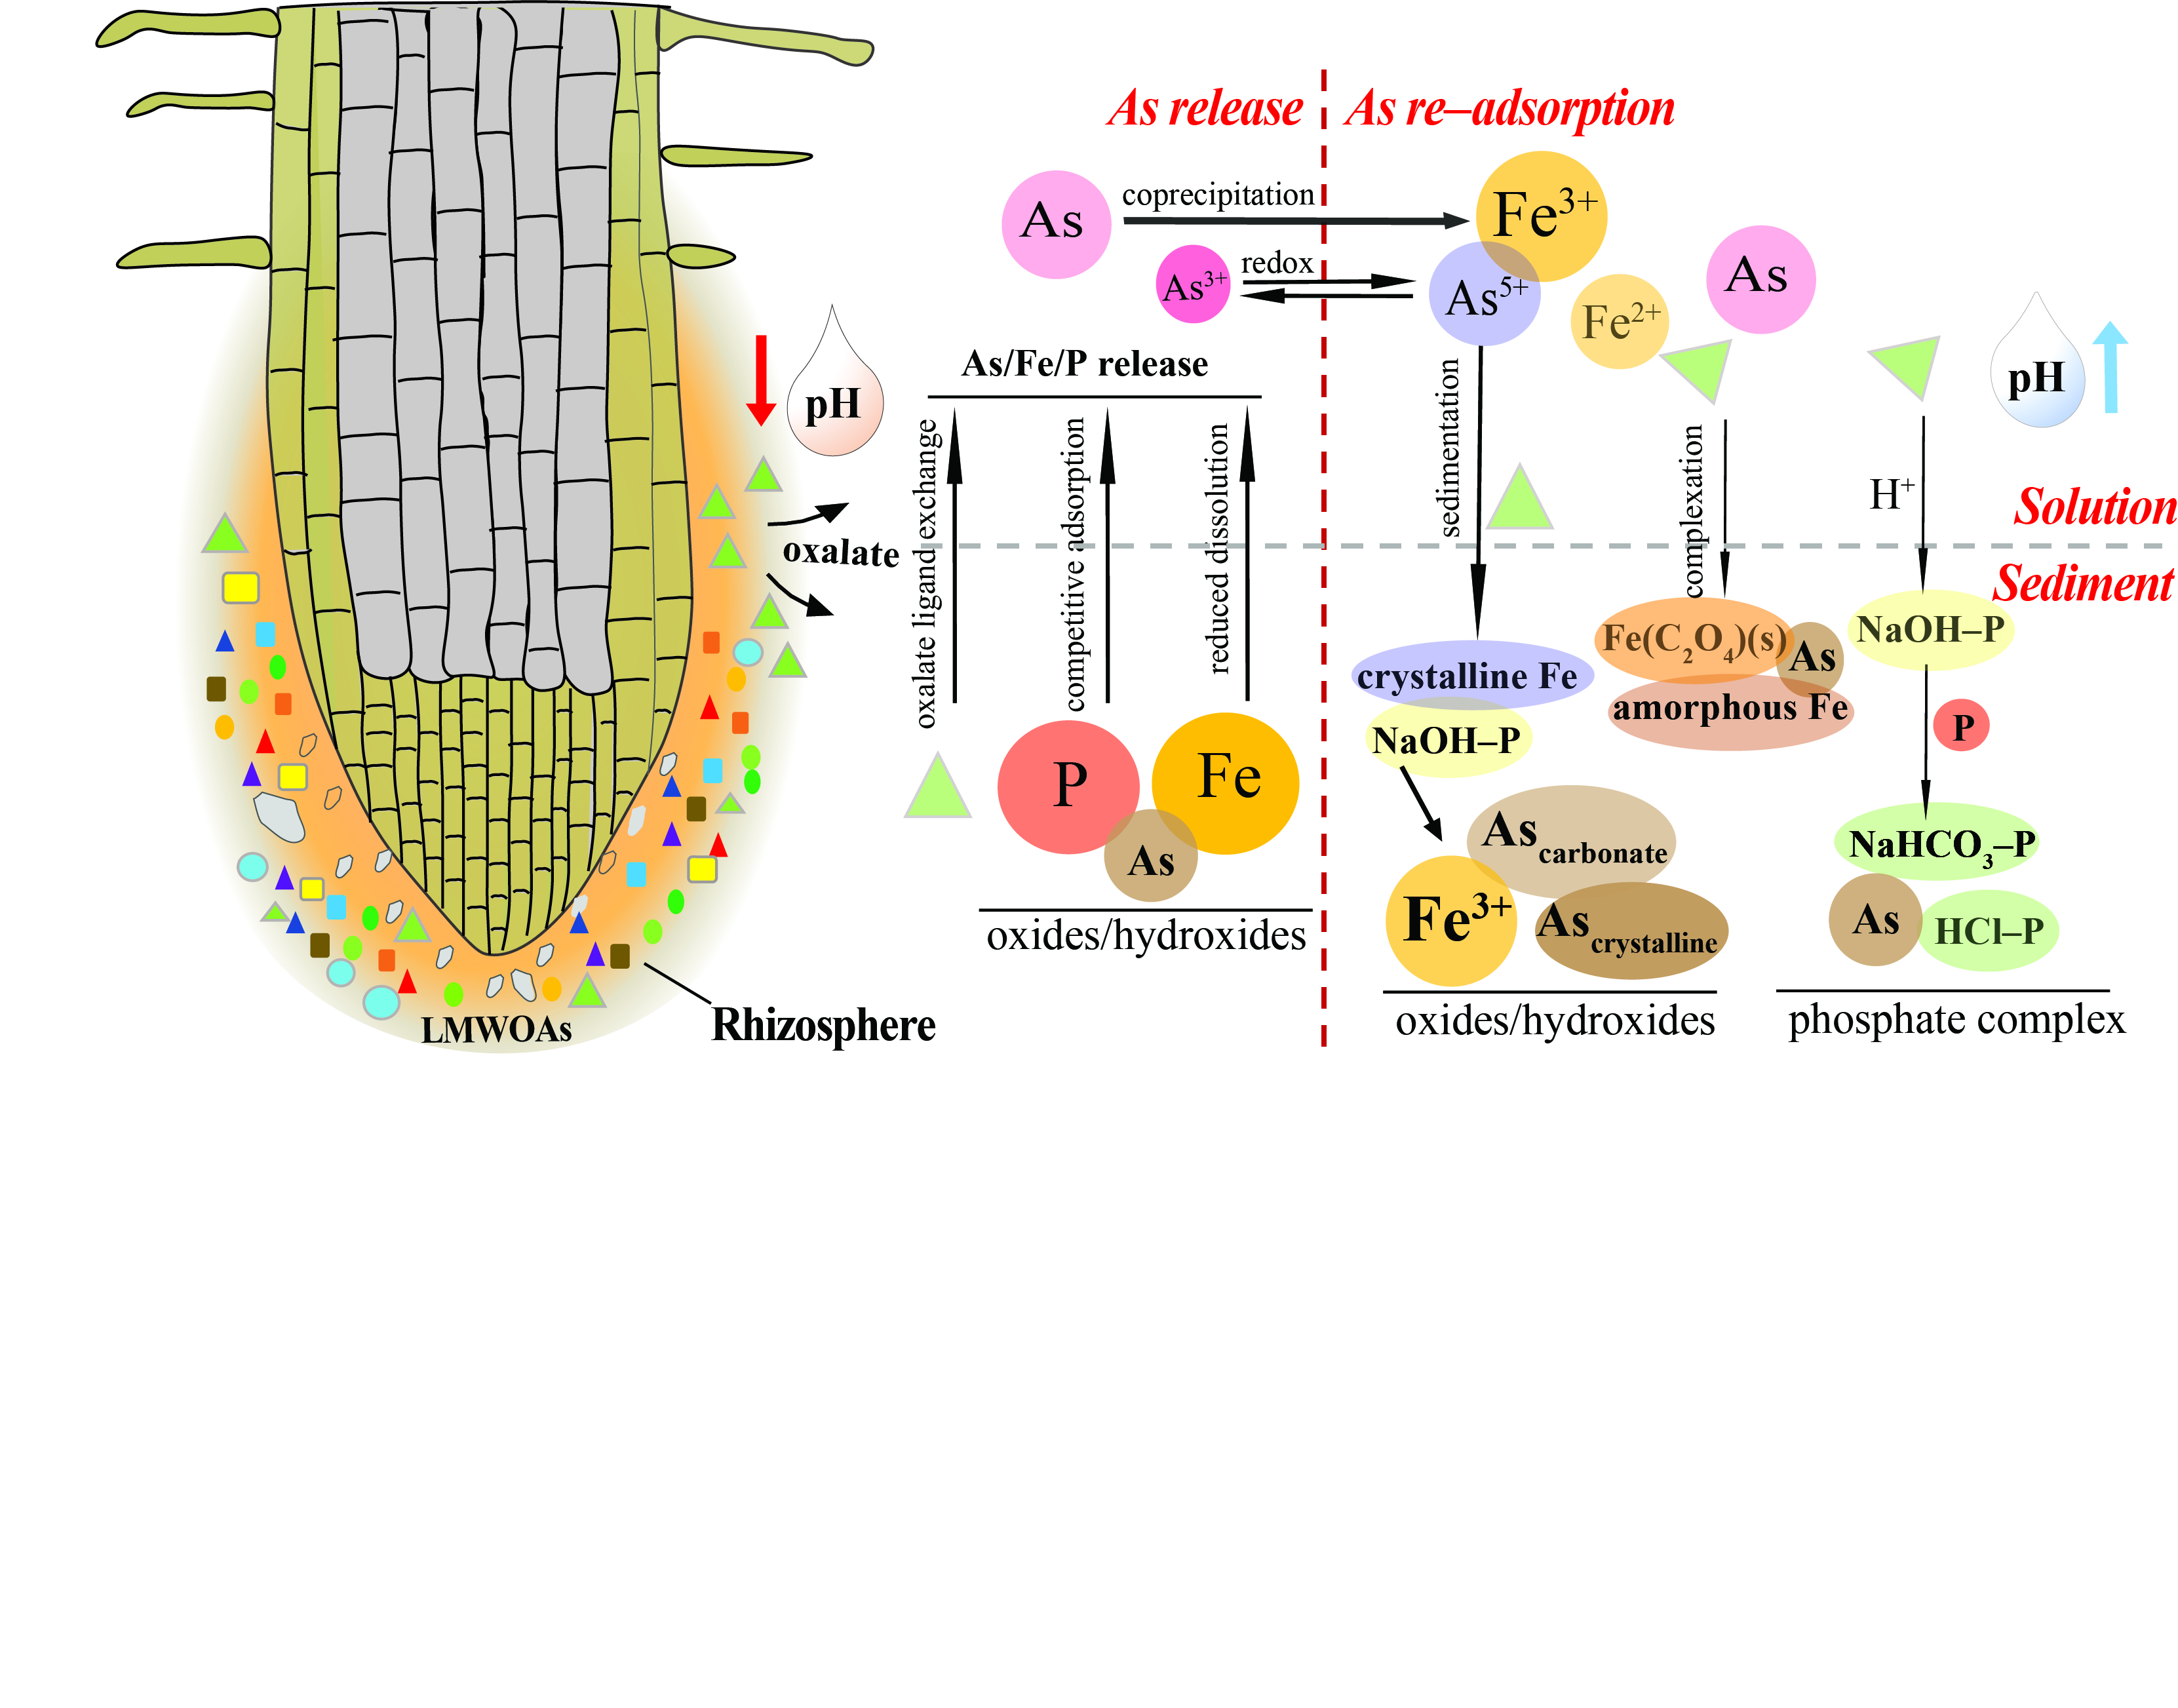 As release
As re–adsorption
As
coprecipitation
Fe³⁺
As³⁺
redox
As⁵⁺
Fe²⁺
As
pH
pH
As/Fe/P release
oxalate ligand exchange
competitive adsorption
reduced dissolution
sedimentation
complexation
H⁺
Solution
Sediment
oxalate
crystalline Fe
NaOH–P
Fe(C₂O₄)(s)
As
amorphous Fe
NaOH–P
P
P
Fe
As
oxides/hydroxides
As carbonate
Fe³⁺
As crystalline
oxides/hydroxides
NaHCO₃–P
As
HCl–P
phosphate complex
LMWOAs
Rhizosphere